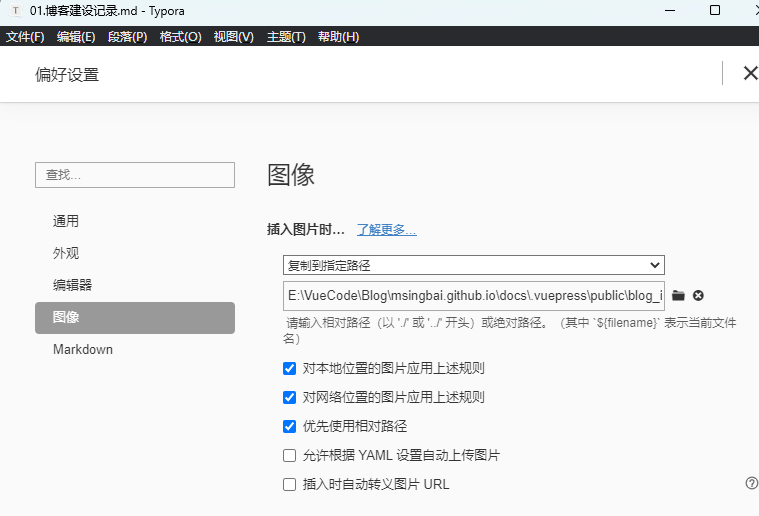 T 01.博客建设记录.md - Typora
文件(F) 编辑(E) 段落(P) 格式(O) 视图(V) 主题(T) 帮助(H)
偏好设置
查找...
通用
外观
编辑器
图像
Markdown
图像
插入图片时... 了解更多...
复制到指定路径
E:\VueCode\Blog\msingbai.github.io\docs\.vuepress\public\blog_i
请输入相对路径（以 './' 或 '../' 开头）或绝对路径。（其中 `${filename}` 表示当前文件
名）
对本地位置的图片应用上述规则
对网络位置的图片应用上述规则
优先使用相对路径
允许根据 YAML 设置自动上传图片
插入时自动转义图片 URL